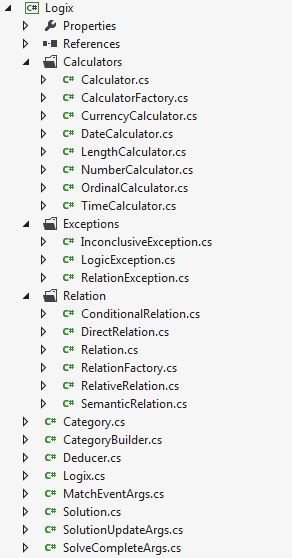 C# Logix
Properties
References
Calculators
C# Calculator.cs
C# CalculatorFactory.cs
C# CurrencyCalculator.cs
C# DateCalculator.cs
C# LengthCalculator.cs
C# NumberCalculator.cs
C# OrdinalCalculator.cs
C# TimeCalculator.cs
Exceptions
C# InconclusiveException.cs
C# LogicException.cs
C# RelationException.cs
Relation
C# ConditionalRelation.cs
C# DirectRelation.cs
C# Relation.cs
C# RelationFactory.cs
C# RelativeRelation.cs
C# SemanticRelation.cs
C# Category.cs
C# CategoryBuilder.cs
C# Deducer.cs
C# Logix.cs
C# MatchEventArgs.cs
C# Solution.cs
C# SolutionUpdateArgs.cs
C# SolveCompleteArgs.cs